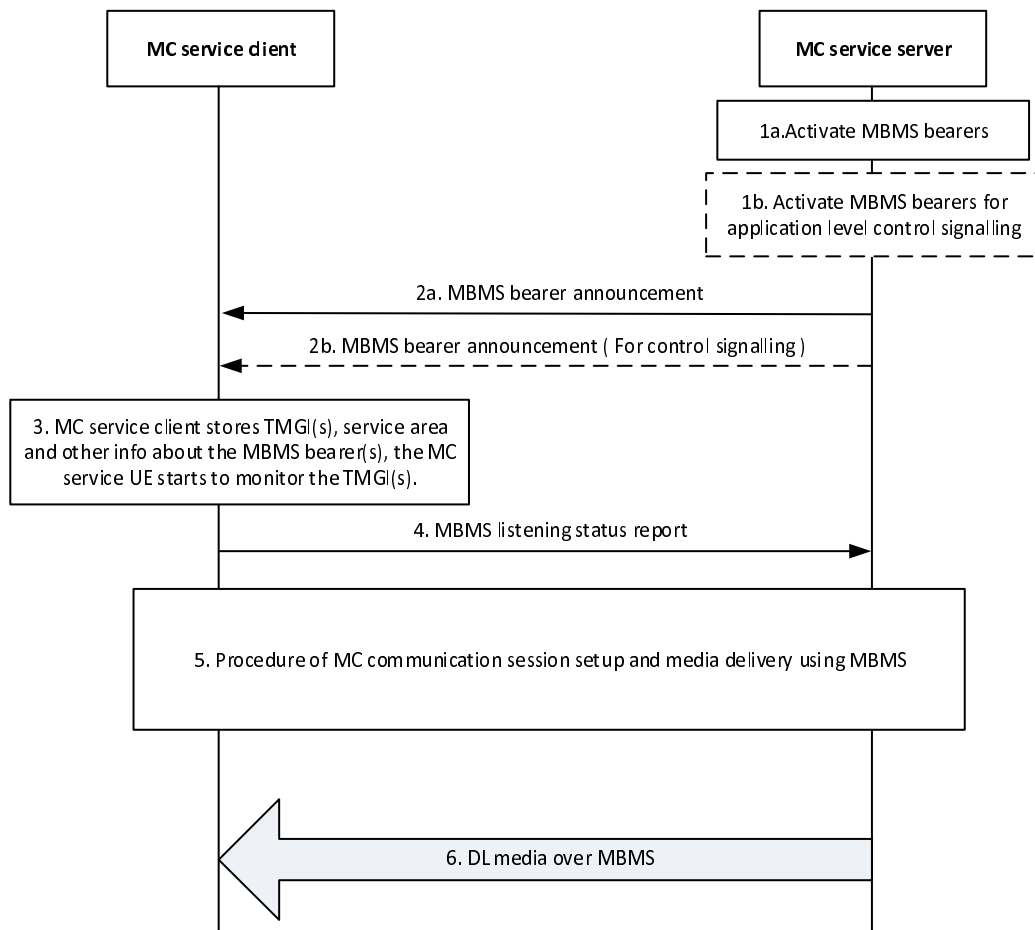 MC service client
MC service server
1a.Activate MBMS bearers
1b. Activate MBMS bearers for
application level control signalling
2a. MBMS bearer announcement
2b. MBMS bearer announcement ( For control signalling )
3. MC service client stores TMGI(s), service area
and other info about the MBMS bearer(s), the MC
service UE starts to monitor the TMGI(s).
4. MBMS listening status report
5. Procedure of MC communication session setup and media delivery using MBMS
6. DL media over MBMS